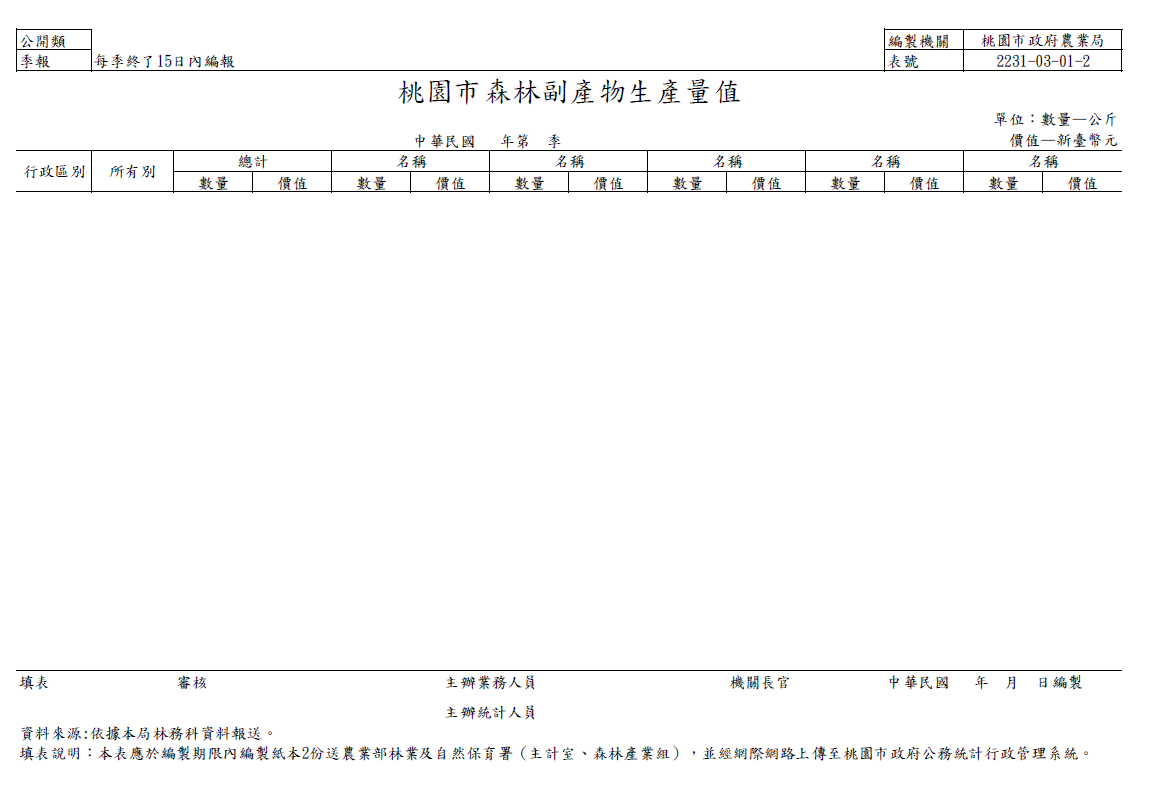 公開類 編製機關 桃園市政府農業局
季報 每季終了15日內編報 表號 2231-03-01-2
桃園市森林副產物生產量值
單位：數量—公斤
中華民國 年第 季 價值—新臺幣元
行政區別 所有別 總計 名稱 名稱 名稱 名稱 名稱
數量 價值 數量 價值 數量 價值 數量 價值 數量 價值 數量 價值
填表 審核 主辦業務人員 機關長官 中華民國 年 月 日編製
主辦統計人員
資料來源:依據本局林務科資料報送。
填表說明：本表應於編製期限內編製紙本2份送農業部林業及自然保育署（主計室、森林產業組），並經網際網路上傳至桃園市政府公務統計行政管理系統。